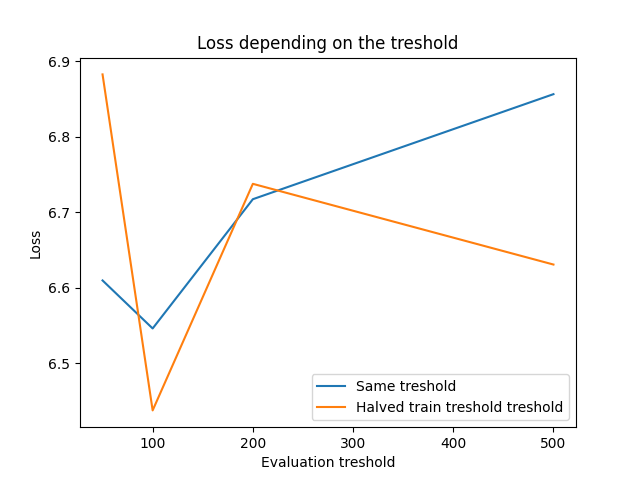 Loss depending on the treshold
6.9
6.8
6.7
6.6
6.5
Loss
100 200 300 400 500
Evaluation treshold
Same treshold
Halved train treshold treshold